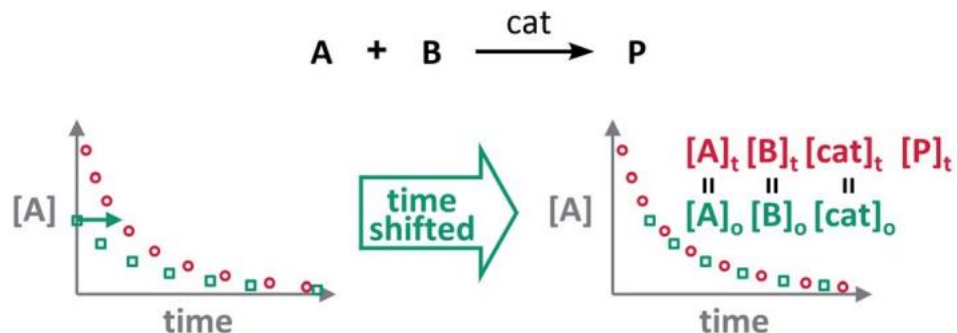 cat
A + B P
[A]
time
time
shifted
[A]
[A]t [B]t [cat]t [P]t
= = =
[A]o [B]o [cat]o
time